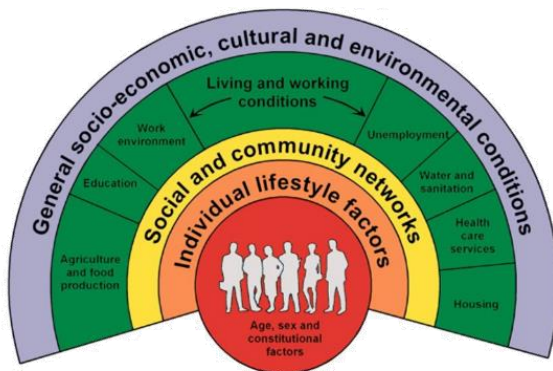 General socio-economic, cultural and environmental conditions
Living and working
conditions
Agriculture
and food
production
Education
Work
environment
Unemployment
Water and
sanitation
Health
care
services
Housing
Social and community networks
Individual lifestyle factors
Age, sex and
constitutional
factors